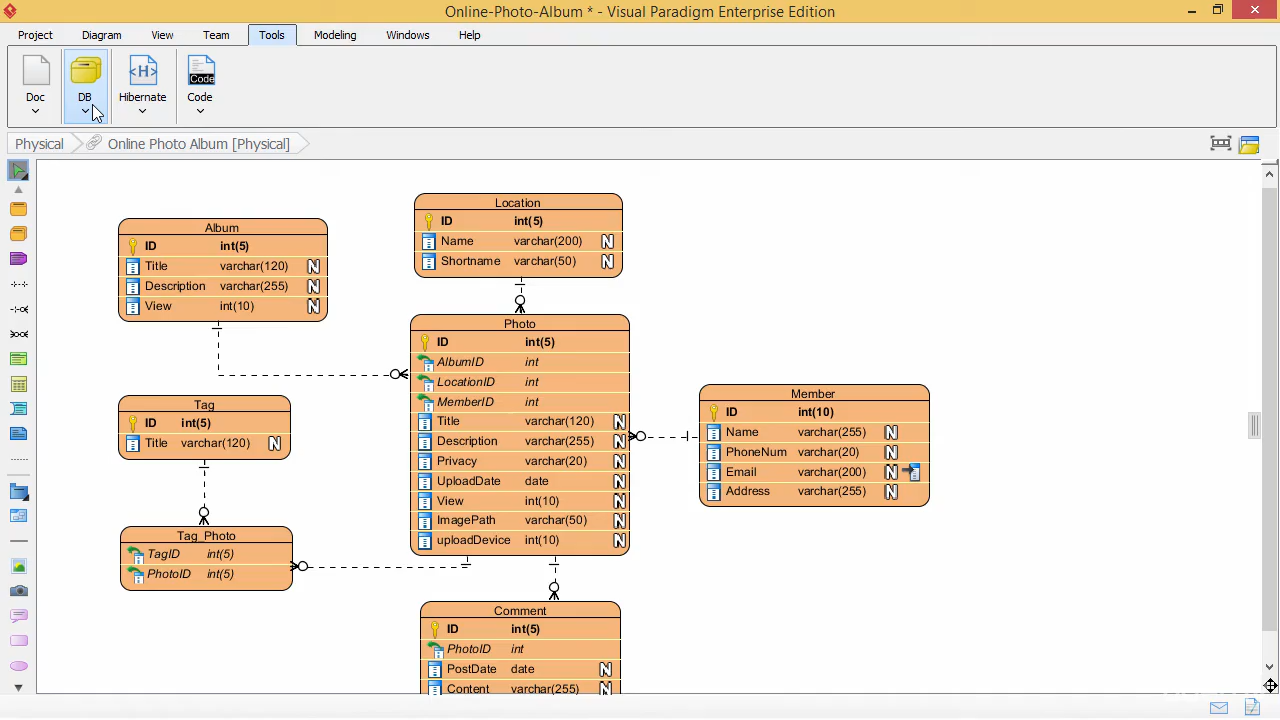 Online-Photo-Album * - Visual Paradigm Enterprise Edition
Project Diagram View Team Tools Modeling Windows Help
Doc DB Hibernate Code
Code
Physical Online Photo Album [Physical]
Location
ID int(5)
Name varchar(200) N
Shortname varchar(50) N
Album
ID int(5)
Title varchar(120) N
Description varchar(255) N
View int(10) N
Photo
ID int(5)
AlbumID int
LocationID int
MemberID int
Title varchar(120) N
Description varchar(255) N
Privacy varchar(20) N
UploadDate date N
View int(10) N
ImagePath varchar(50) N
uploadDevice int(10) N
Member
ID int(10)
Name varchar(255) N
PhoneNum varchar(20) N
Email varchar(200) N
Address varchar(255) N
Tag
ID int(5)
Title varchar(120) N
Tag_Photo
TagID int(5)
PhotoID int(5)
Comment
ID int(5)
PhotoID int
PostDate date N
Content varchar(255) N